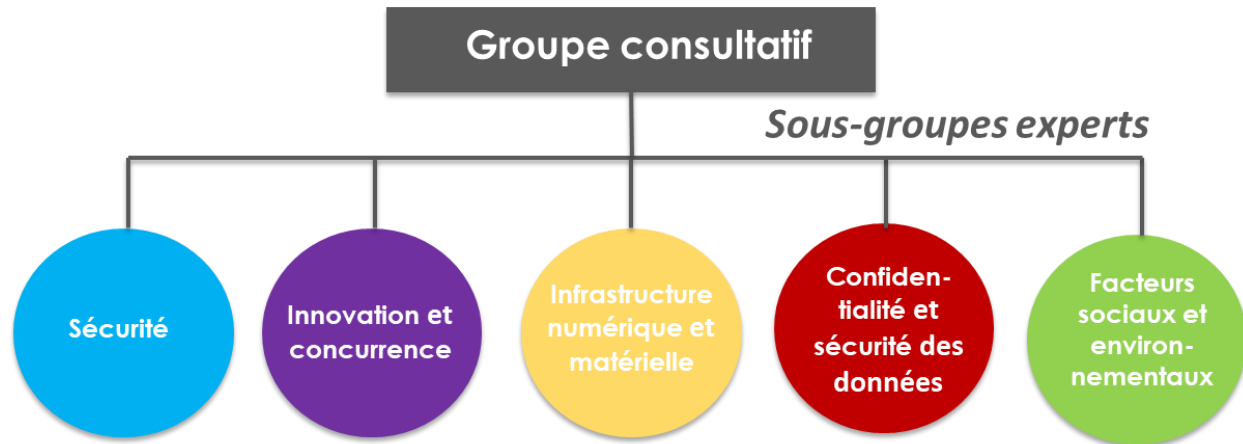 Groupe consultatif
Sous-groupes experts
Sécurité
Innovation et
concurrence
Infrastructure
numérique et
matérielle
Confiden-
tialité et
sécurité des
données
Facteurs
sociaux et
environ-
nementaux